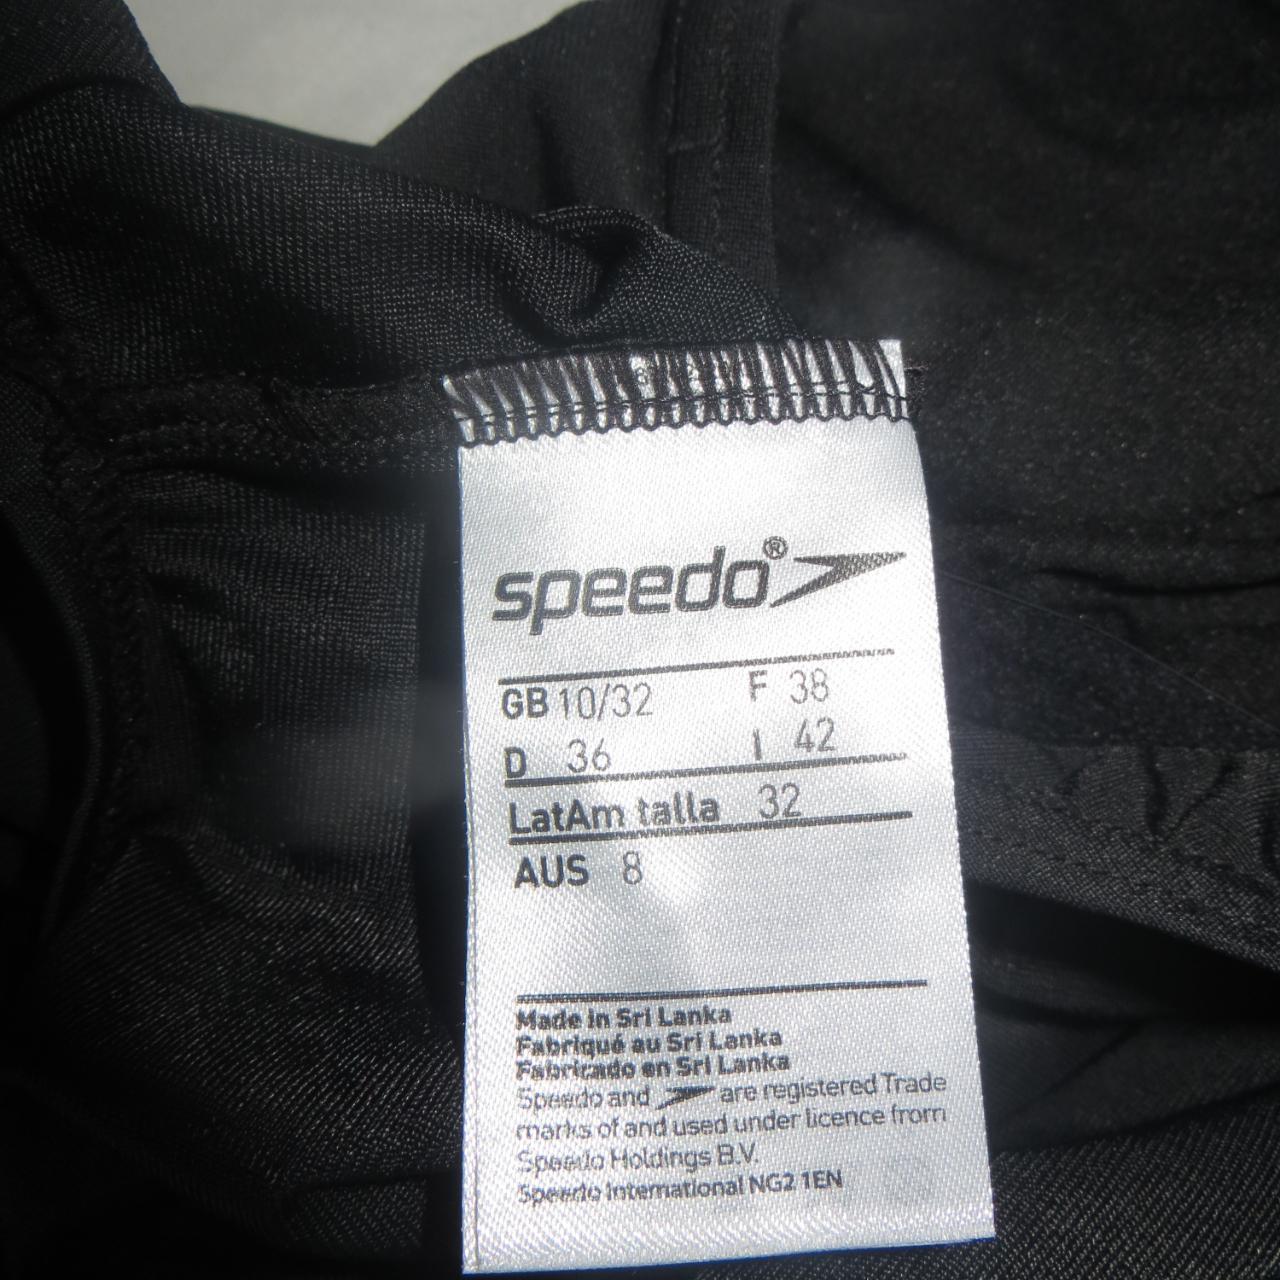 speedo®
GB 10/32 F 38
D 36 I 42
LatAm talla 32
AUS 8
Made in Sri Lanka
Fabriqué au Sri Lanka
Fabricado en Sri Lanka
Speedo and are registered Trade
marks of and used under licence from
Speedo Holdings B.V.
Speedo International NG2 1EN